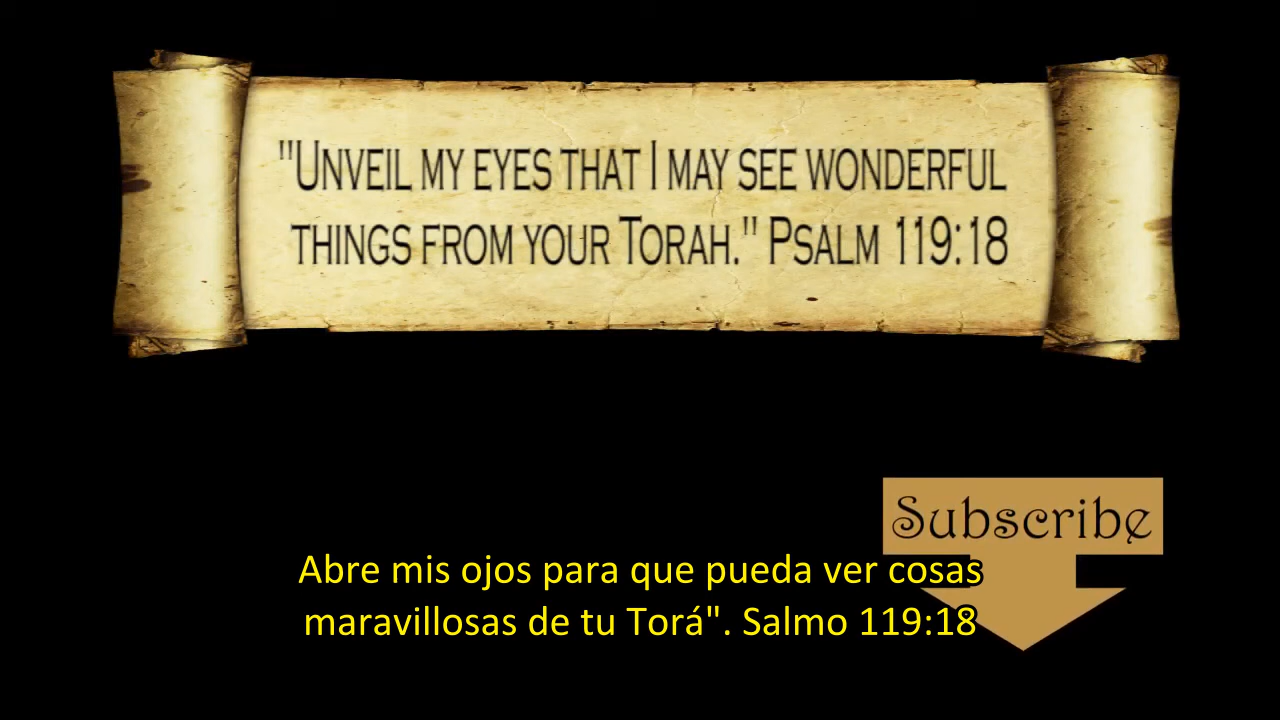 "Unveil my eyes that I may see wonderful
things from your Torah." Psalm 119:18
Subscribe
Abre mis ojos para que pueda ver cosas
maravillosas de tu Torá". Salmo 119:18